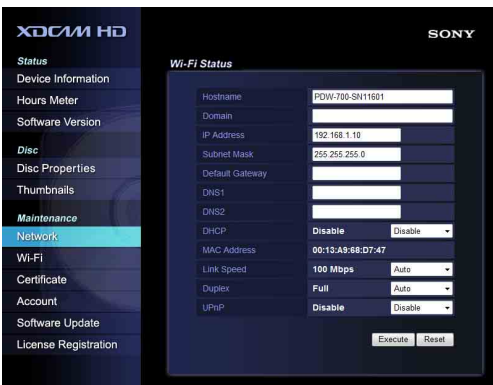 XDCAM HD
SONY
Status
Device Information
Hours Meter
Software Version
Disc
Disc Properties
Thumbnails
Maintenance
Network
Wi-Fi
Certificate
Account
Software Update
License Registration
Wi-Fi Status
Hostname PDW-700-SN11601
Domain
IP Address 192.168.1.10
Subnet Mask 255.255.255.0
Default Gateway
DNS1
DNS2
DHCP Disable Disable
MAC Address 00:13:A9:68:D7:47
Link Speed 100 Mbps Auto
Duplex Full Auto
UPnP Disable Disable
Execute Reset